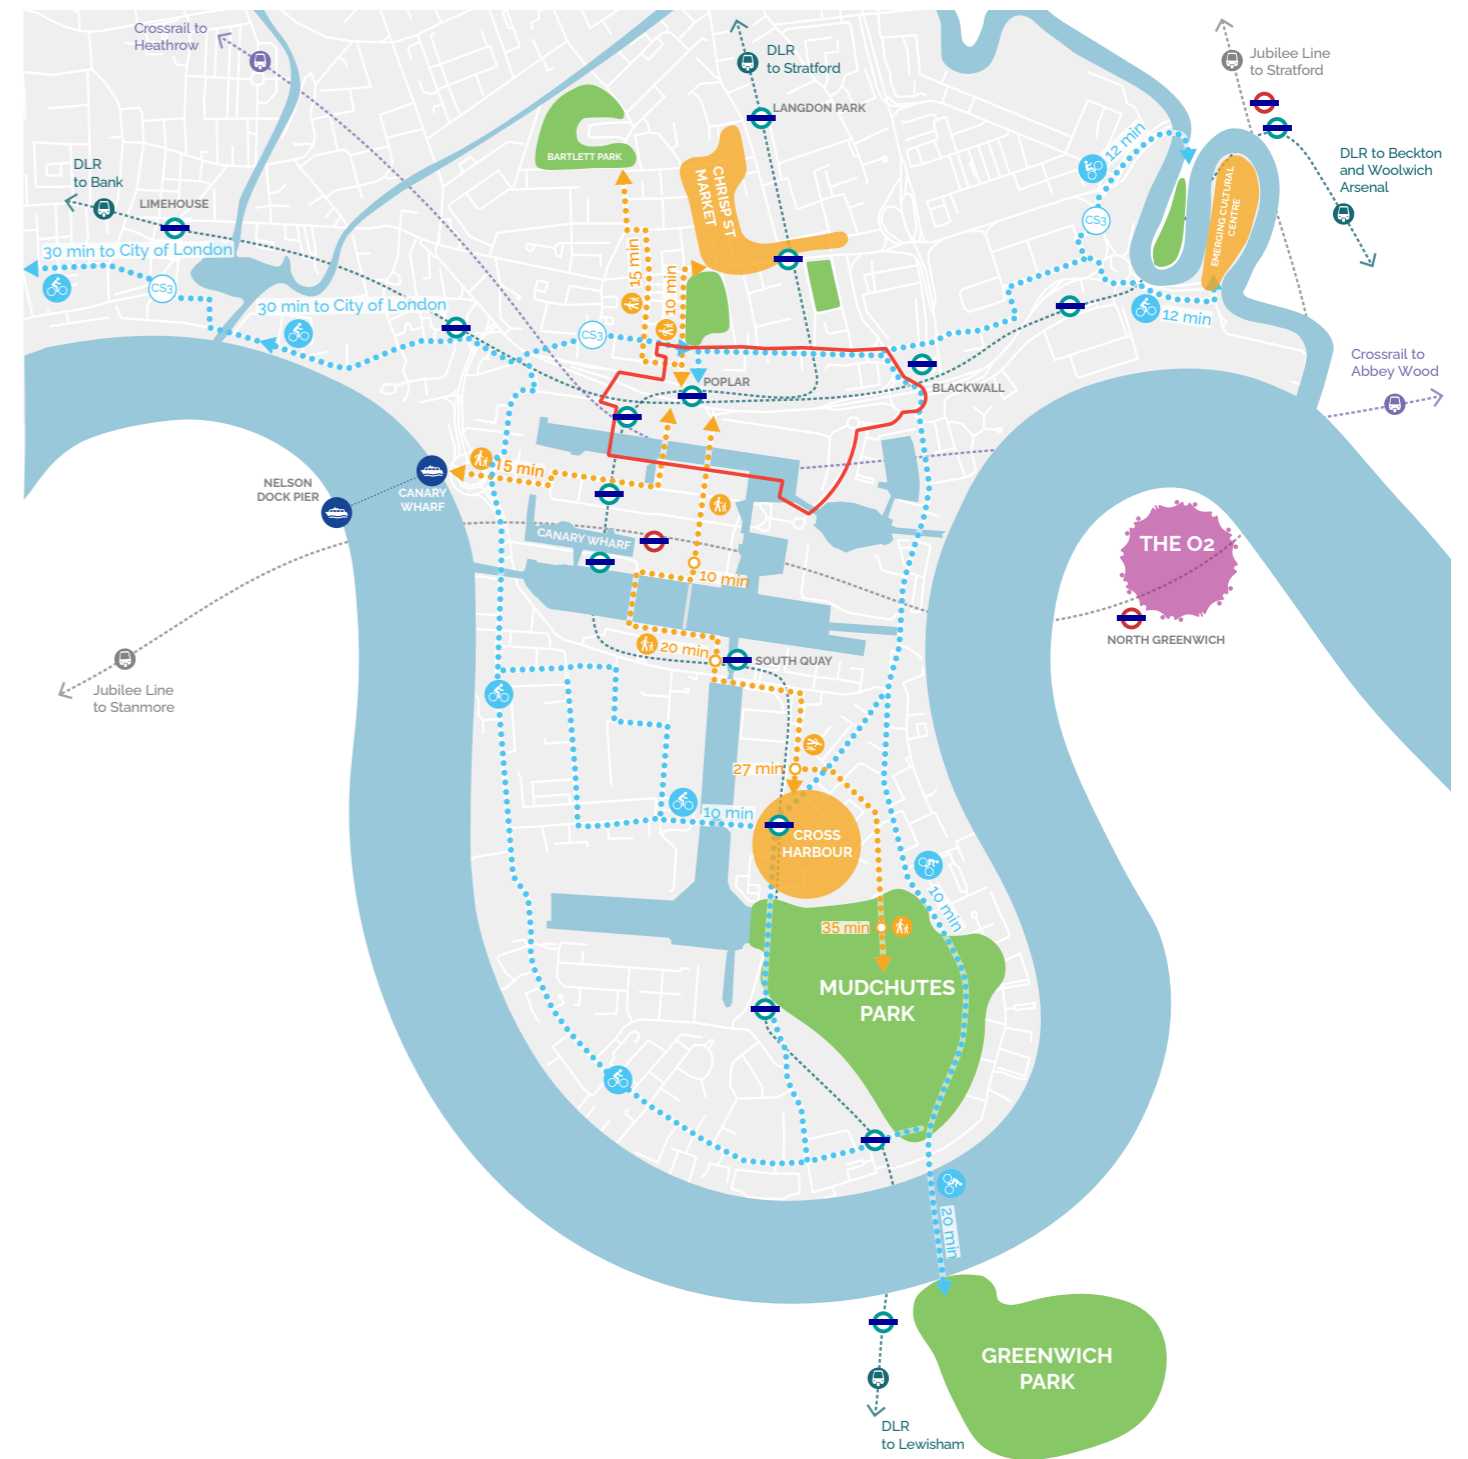 Crossrail to
Heathrow
DLR
to Stratford
Jubilee Line
to Stratford
LANGDON PARK
BARTLETT PARK
CHRISP ST
MARKET
12 min
CS3
EMERGING CULTURAL
CENTRE
DLR to Beckton
and Woolwich
Arsenal
DLR
to Bank
LIMEHOUSE
30 min to City of London
CS3
30 min to City of London
15 min
10 min
CS3
12 min
Crossrail to
Abbey Wood
POPLAR
BLACKWALL
15 min
NELSON
DOCK PIER
CANARY
WHARF
CANARY WHARF
10 min
THE O2
NORTH GREENWICH
20 min
SOUTH QUAY
Jubilee Line
to Stanmore
27 min
10 min
CROSS
HARBOUR
10 min
35 min
MUDCHUTES
PARK
20 min
GREENWICH
PARK
DLR
to Lewisham